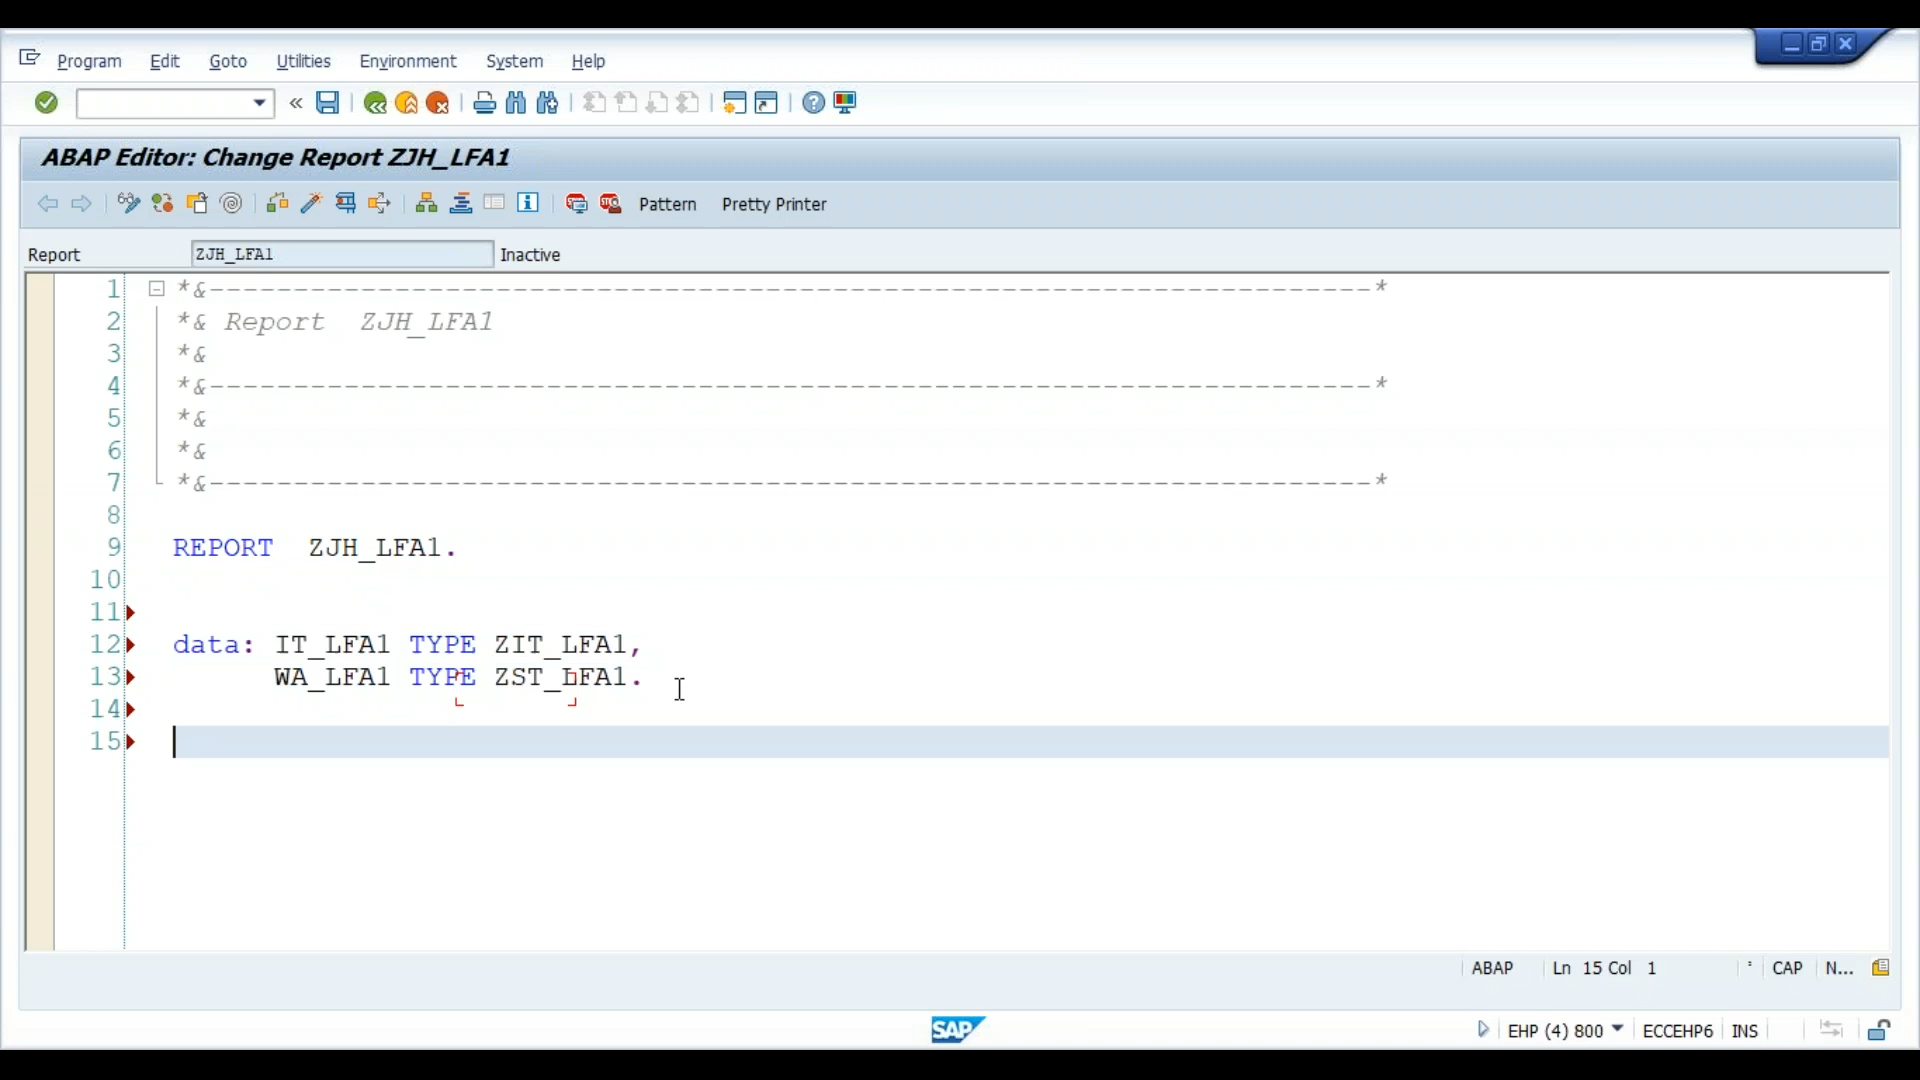 Program Edit Goto Utilities Environment System Help
ABAP Editor: Change Report ZJH_LFA1
Pattern Pretty Printer
Report ZJH_LFA1 Inactive
1 *&---------------------------------------------------------------------*
2 *& Report  ZJH_LFA1
3 *&
4 *&---------------------------------------------------------------------*
5 *&
6 *&
7 *&---------------------------------------------------------------------*
8
9 REPORT  ZJH_LFA1.
10
11
12 data: IT_LFA1 TYPE ZIT_LFA1,
13       WA_LFA1 TYPE ZST_LFA1.
14
15
ABAP Ln 15 Col 1 CAP N...
SAP EHP (4) 800 ECCEHP6 INS